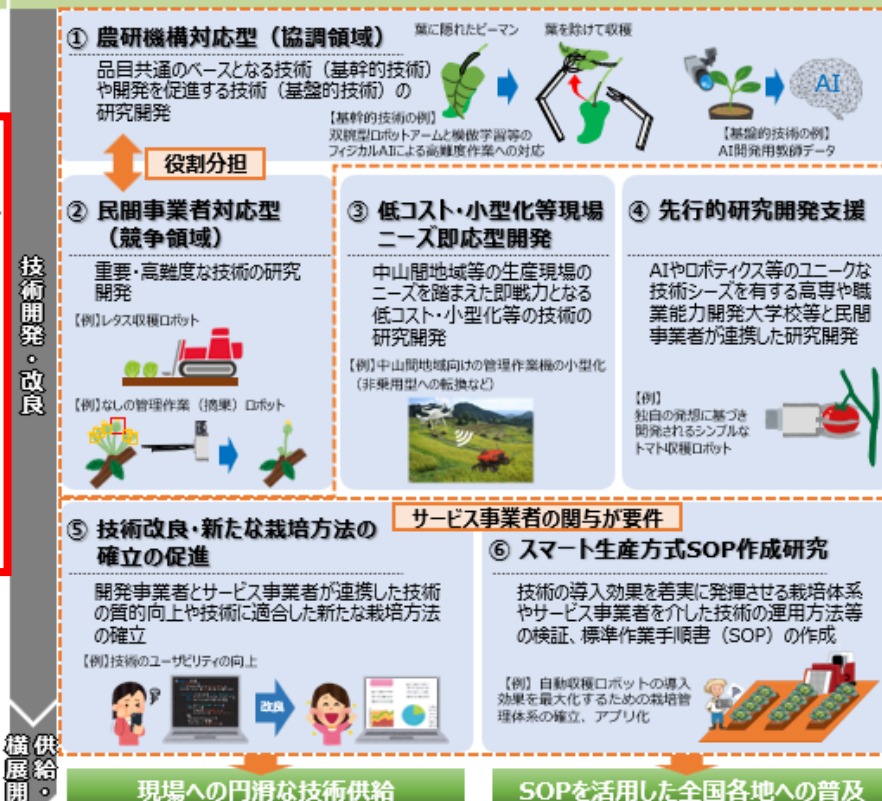 ① 農研機構対応型（協調領域）
品目共通のベースとなる技術（基幹的技術）
や開発を促進する技術（基盤的技術）の
研究開発
葉に隠れたピーマン
葉を除けて収穫
【基幹的技術の例】
双腕型ロボットアームと模倣学習等の
フィジカルAIによる高難度作業への対応
AI
【基盤的技術の例】
AI開発用教師データ
役割分担
② 民間事業者対応型
（競争領域）
重要・高難度な技術の研究
開発
【例】レタス収穫ロボット
【例】なしの管理作業（摘果）ロボット
③ 低コスト・小型化等現場
ニーズ即応型開発
中山間地域等の生産現場の
ニーズを踏まえた即戦力となる
低コスト・小型化等の技術の
研究開発
【例】中山間地域向けの管理作業機の小型化
（非乗用型への転換など）
④ 先行的研究開発支援
AIやロボティクス等のユニークな
技術シーズを有する高専や職
業能力開発大学校等と民間
事業者が連携した研究開発
【例】
独自の発想に基づき
開発されるシンプルな
トマト収穫ロボット
技術開発・改良
サービス事業者の関与が要件
⑤ 技術改良・新たな栽培方法の
確立の促進
開発事業者とサービス事業者が連携した技術
の質的向上や技術に適合した新たな栽培方法
の確立
【例】技術のユーザビリティの向上
改良
⑥ スマート生産方式SOP作成研究
技術の導入効果を着実に発揮させる栽培体系
やサービス事業者を介した技術の運用方法等
の検証、標準作業手順書（SOP）の作成
【例】自動収穫ロボットの導入
効果を最大化するための栽培管
理体系の確立、アプリ化
供給・
横展開
現場への円滑な技術供給
SOPを活用した全国各地への普及